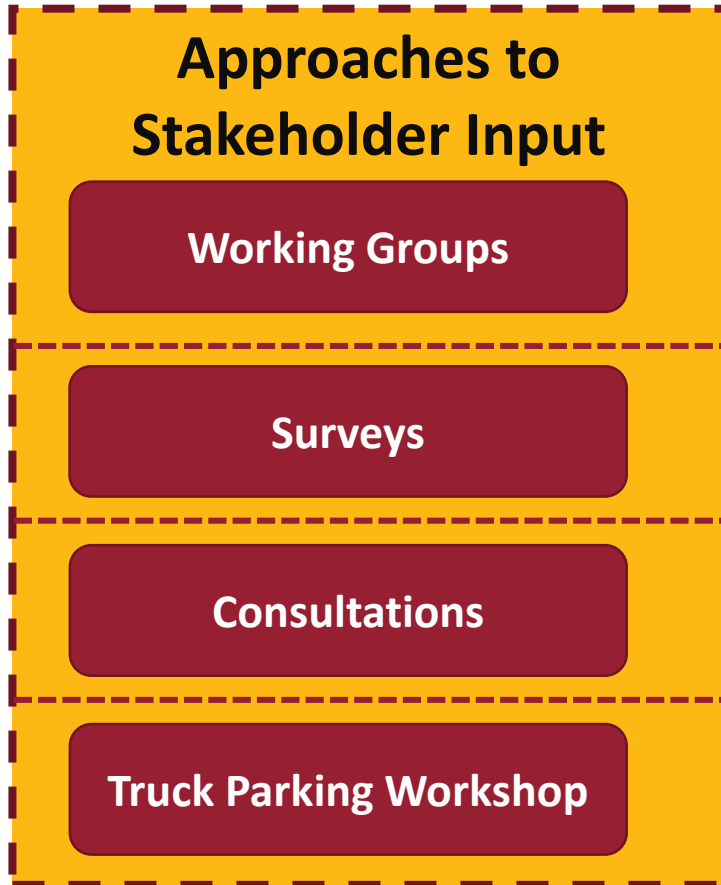 Approaches to
Stakeholder Input
Working Groups
Surveys
Consultations
Truck Parking Workshop